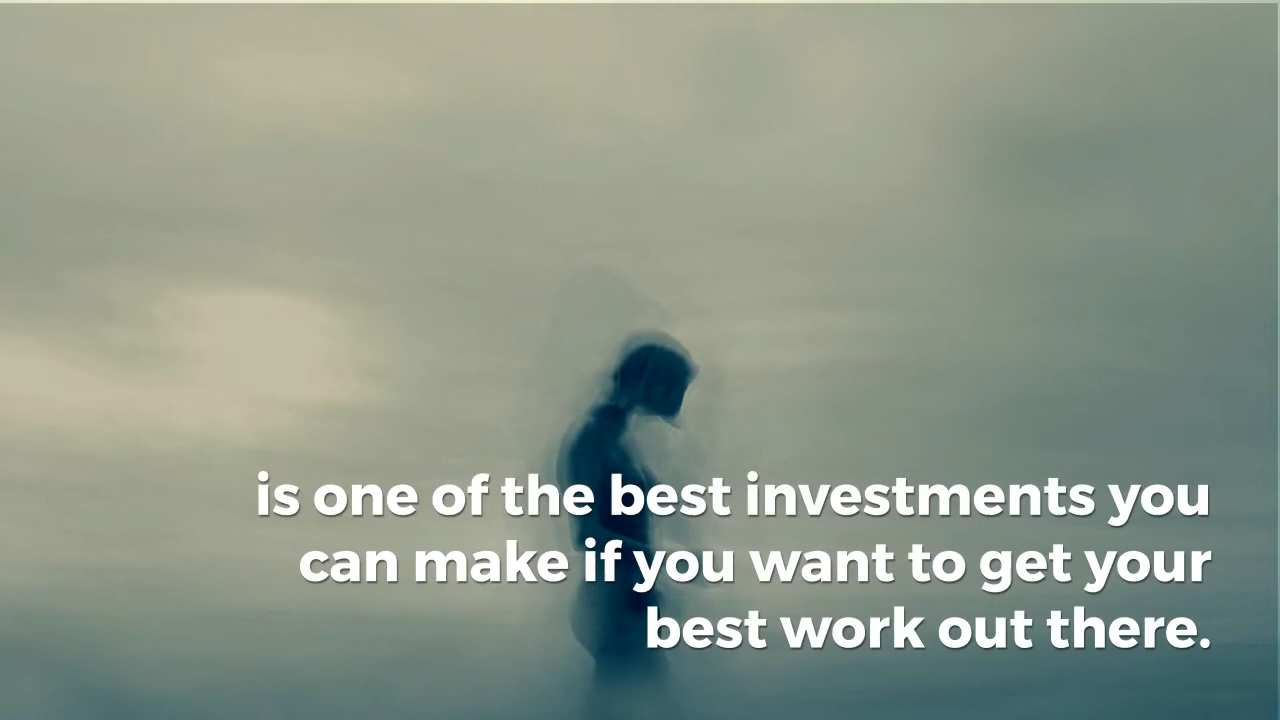 is one of the best investments you
can make if you want to get your
best work out there.